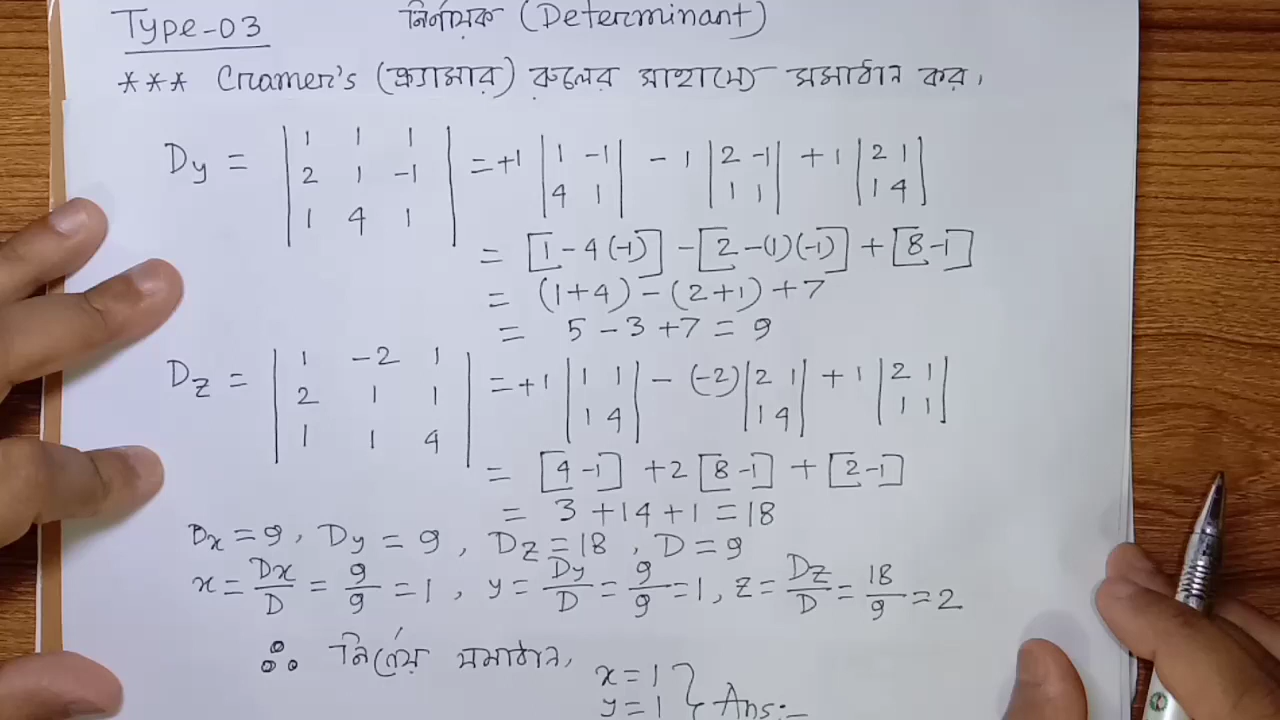 Type-03 নির্ণায়ক (Determinant)
*** Cramer's (ক্র্যামার) রুলের সাহায্যে সমাধান কর।
Dy = | 1 1 1 | = +1 | 1 -1 | - 1 | 2 -1 | + 1 | 2 1 |
| 2 1 -1 | | 4 1 | | 1 1 | | 1 4 |
| 1 4 1 |
= [1 - 4(-1)] - [2 - (1)(-1)] + [8 - 1]
= (1+4) - (2+1) + 7
= 5 - 3 + 7 = 9
Dz = | 1 -2 1 | = +1 | 1 1 | - (-2) | 2 1 | + 1 | 2 1 |
| 2 1 1 | | 1 4 | | 1 4 | | 1 1 |
| 1 1 4 |
= [4 - 1] + 2 [8 - 1] + [2 - 1]
= 3 + 14 + 1 = 18
Dx = 9, Dy = 9, Dz = 18, D = 9
x = Dx/D = 9/9 = 1, y = Dy/D = 9/9 = 1, z = Dz/D = 18/9 = 2
∴ নির্ণেয় সমাধান, x = 1
y = 1 } Ans:-